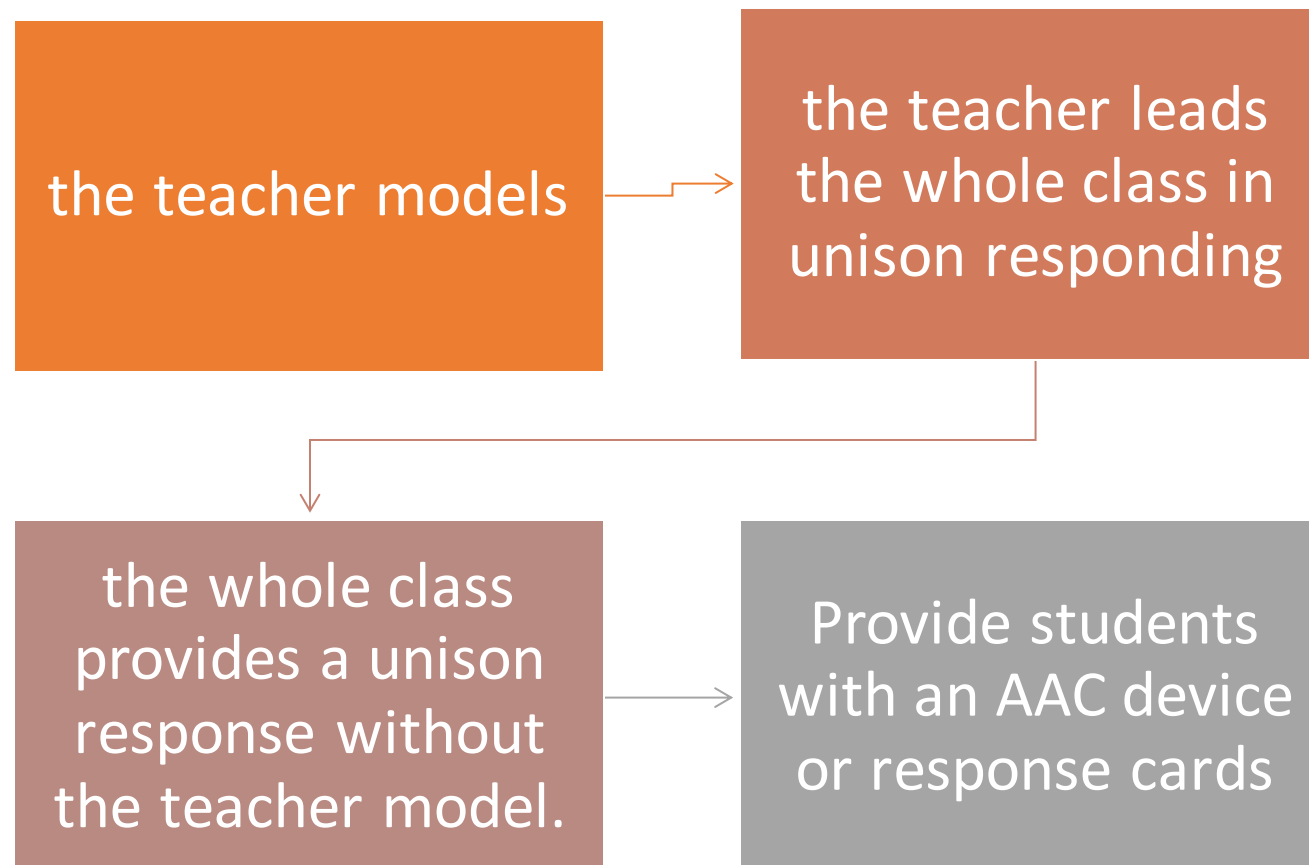 the teacher models
the teacher leads
the whole class in
unison responding
the whole class
provides a unison
response without
the teacher model.
Provide students
with an AAC device
or response cards